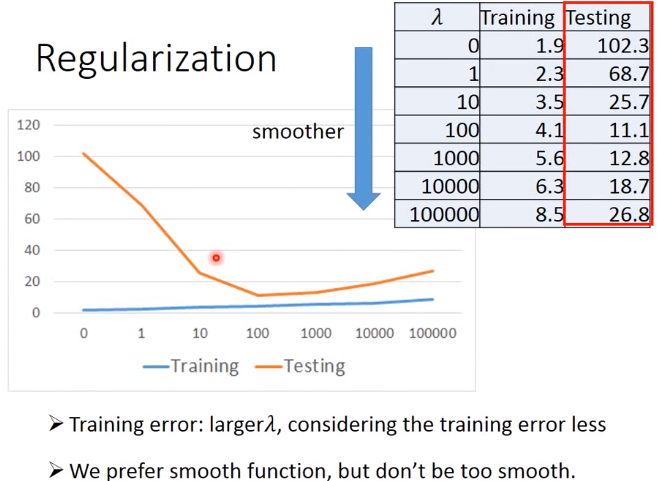 Regularization
λ Training Testing
0 1.9 102.3
1 2.3 68.7
10 3.5 25.7
100 4.1 11.1
1000 5.6 12.8
10000 6.3 18.7
100000 8.5 26.8
smoother
120
100
80
60
40
20
0
0 1 10 100 1000 10000 100000
Training Testing
➢ Training error: largerλ, considering the training error less
➢ We prefer smooth function, but don't be too smooth.